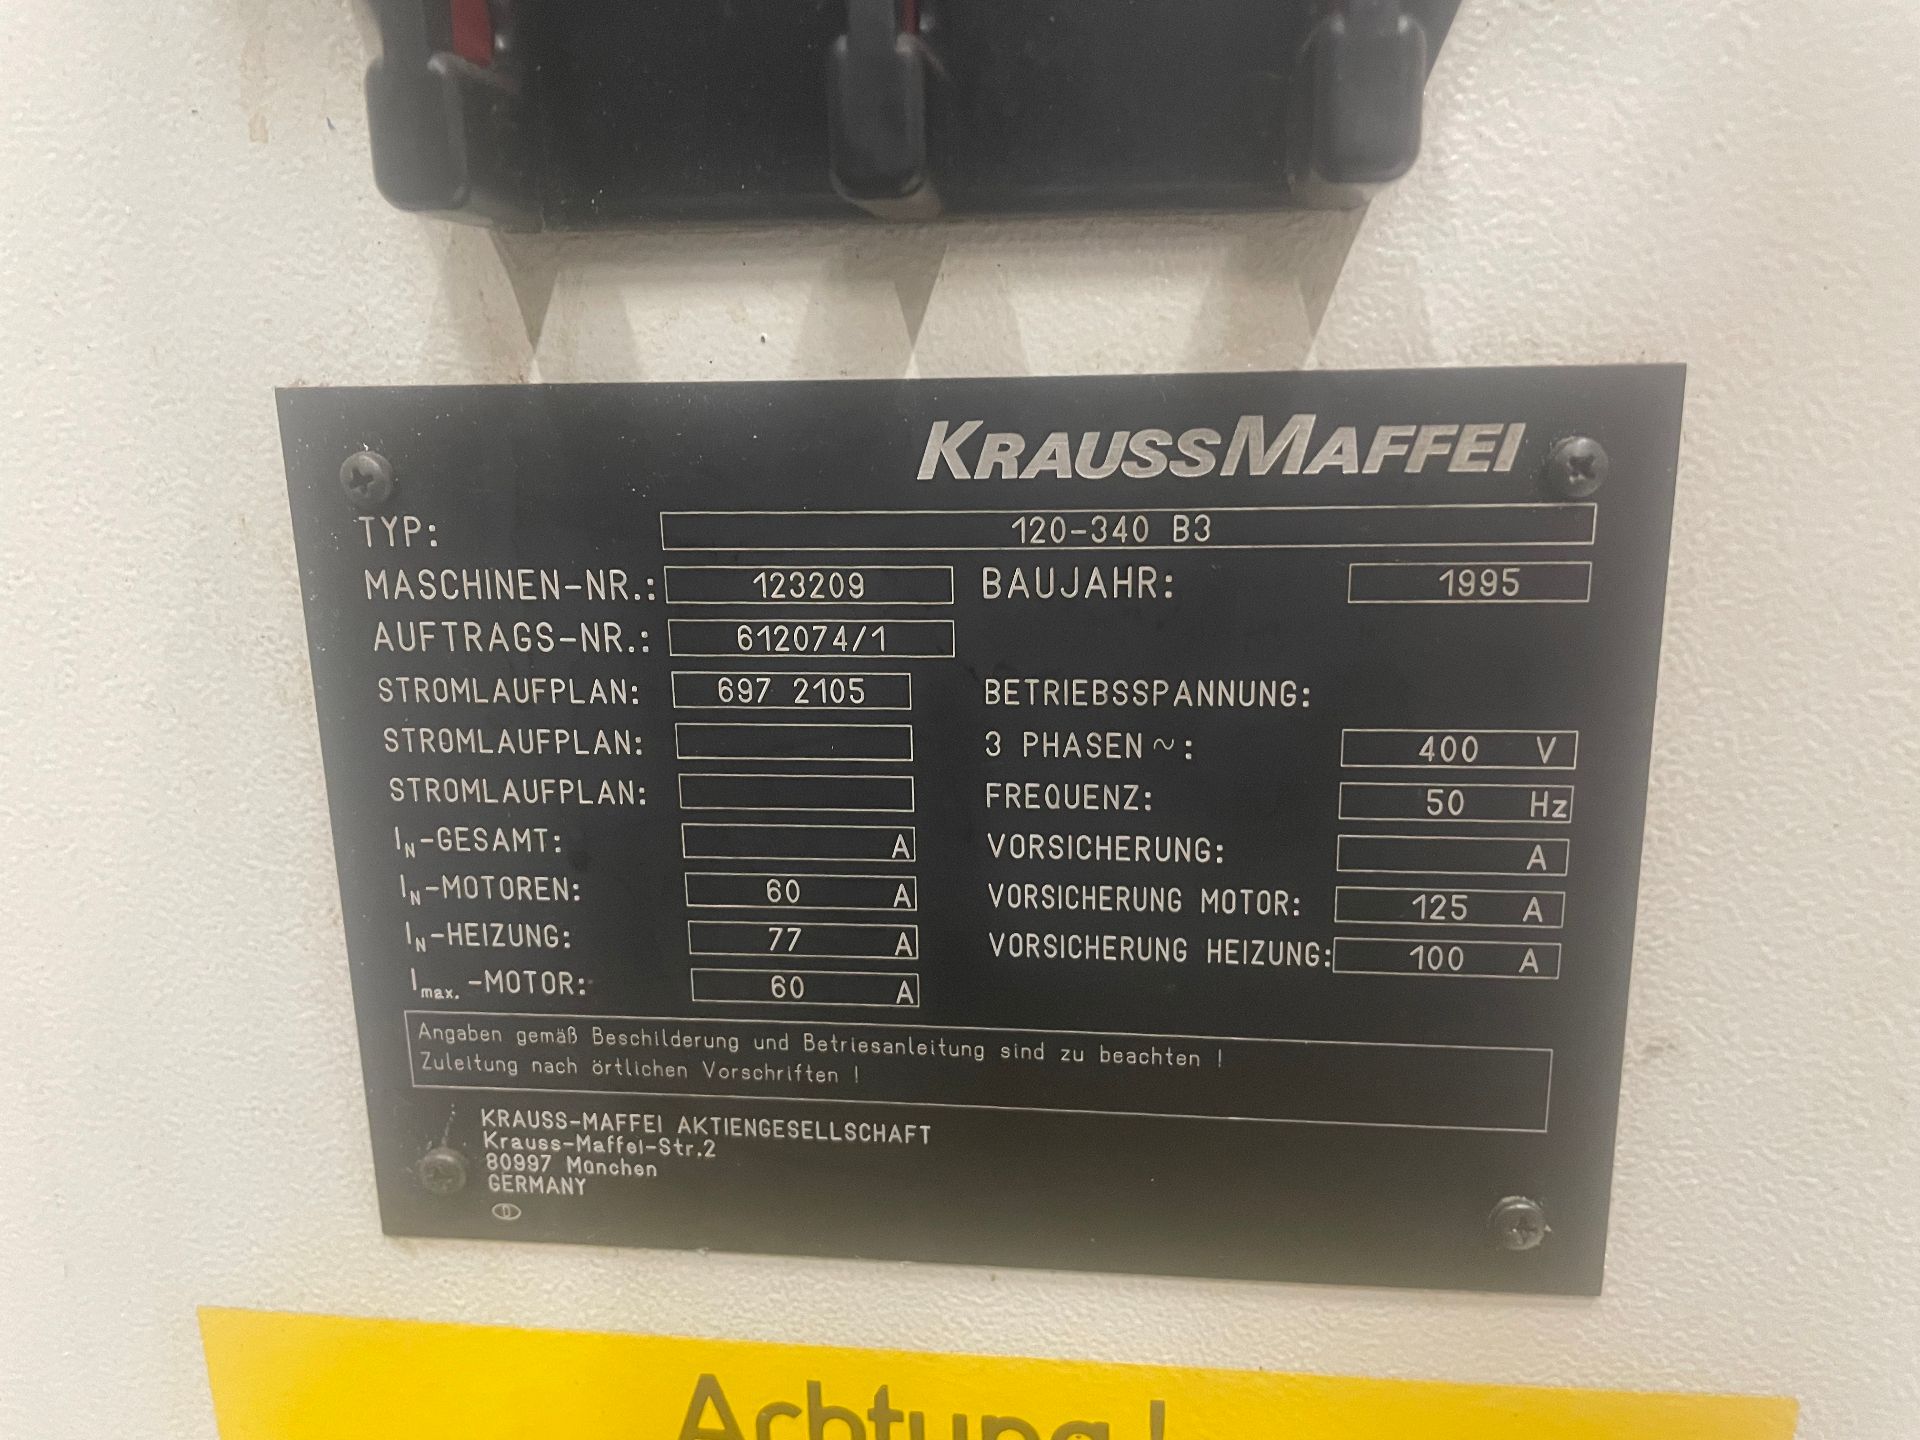 KRAUSSMAFFEI
TYP: 120-340 B3
MASCHINEN-NR.: 123209 BAUJAHR: 1995
AUFTRAGS-NR.: 612074/1
STROMLAUFPLAN: 697 2105 BETRIEBSSPANNUNG:
STROMLAUFPLAN: 3 PHASEN ~: 400 V
STROMLAUFPLAN: FREQUENZ: 50 Hz
IN-GESAMT: A VORSICHERUNG: A
IN-MOTOREN: 60 A VORSICHERUNG MOTOR: 125 A
IN-HEIZUNG: 77 A VORSICHERUNG HEIZUNG: 100 A
Imax.-MOTOR: 60 A
Angaben gemäß Beschilderung und Betriesanleitung sind zu beachten !
Zuleitung nach örtlichen Vorschriften !
KRAUSS-MAFFEI AKTIENGESELLSCHAFT
Krauss-Maffei-Str.2
80997 München
GERMANY
D
Achtung !